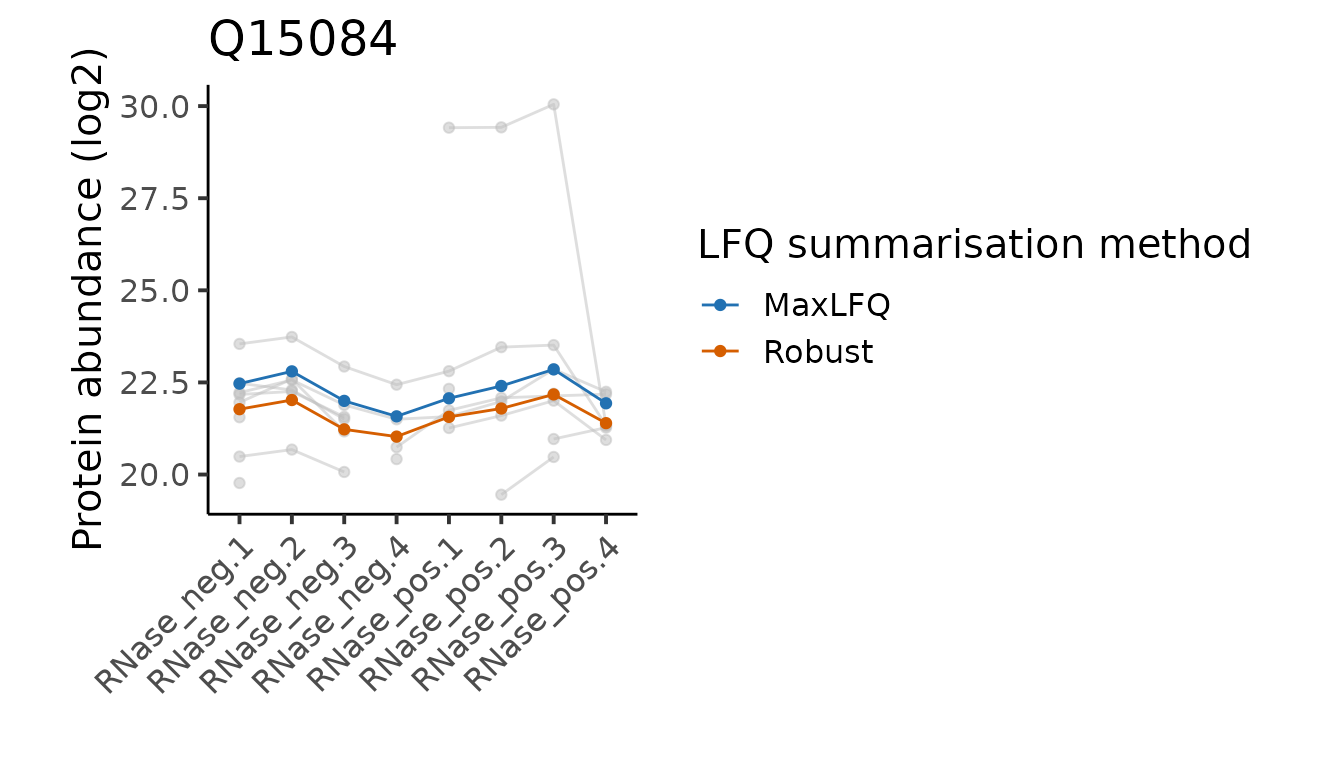 Q15084
Protein abundance (log2)
30.0
27.5
25.0
22.5
20.0
RNase_neg.1
RNase_neg.2
RNase_neg.3
RNase_neg.4
RNase_pos.1
RNase_pos.2
RNase_pos.3
RNase_pos.4
LFQ summarisation method
MaxLFQ
Robust